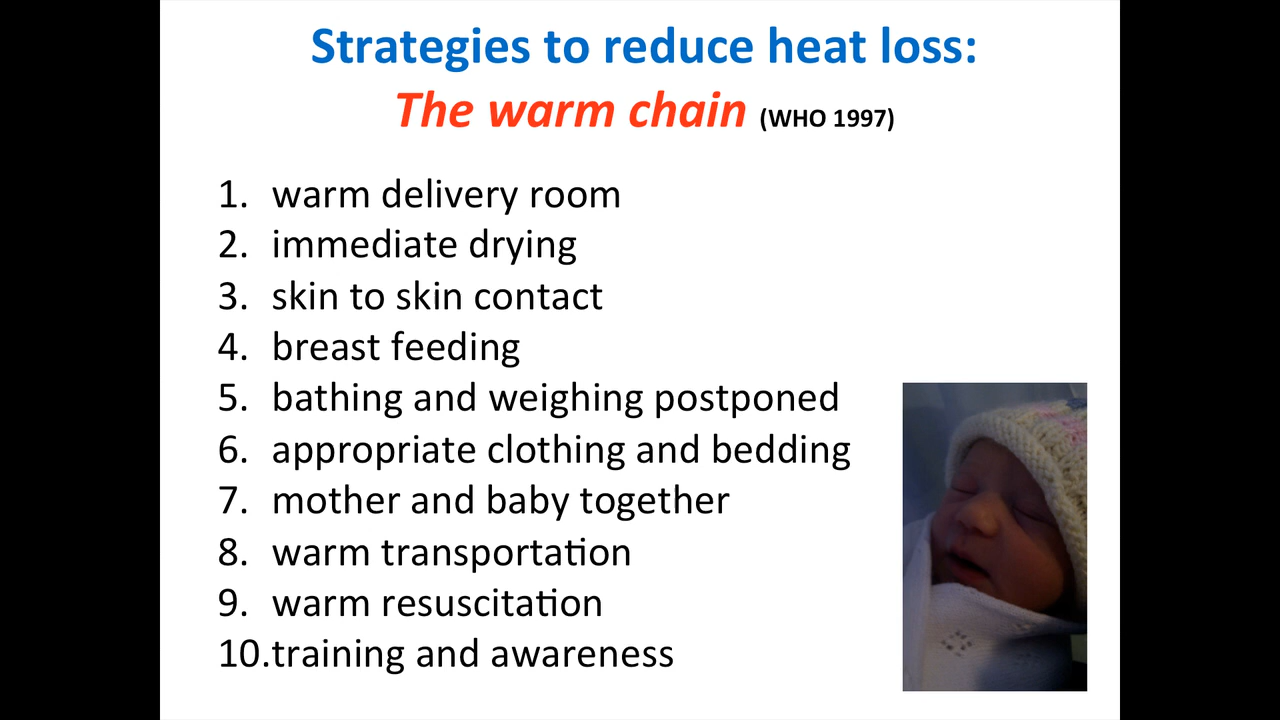 Strategies to reduce heat loss:
The warm chain (WHO 1997)
1. warm delivery room
2. immediate drying
3. skin to skin contact
4. breast feeding
5. bathing and weighing postponed
6. appropriate clothing and bedding
7. mother and baby together
8. warm transportation
9. warm resuscitation
10.training and awareness